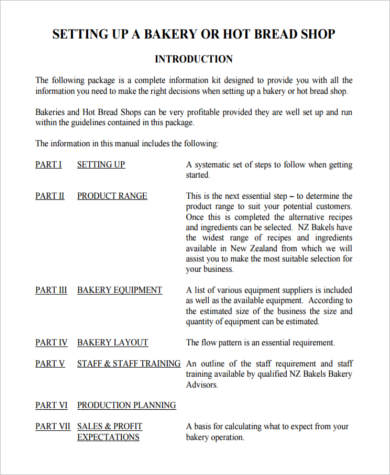 SETTING UP A BAKERY OR HOT BREAD SHOP
INTRODUCTION
The following package is a complete information kit designed to provide you with all the
information you need to make the right decisions when setting up a bakery or hot bread shop.
Bakeries and Hot Bread Shops can be very profitable provided they are well set up and run
within the guidelines contained in this package.
The information in this manual includes the following:
PART I SETTING UP A systematic set of steps to follow when getting
started.
PART II PRODUCT RANGE This is the next essential step – to determine the
product range to suit your potential customers.
Once this is completed the alternative recipes
and ingredients can be selected. NZ Bakels have
the widest range of recipes and ingredients
available in New Zealand from which we will
assist you to make the most suitable selection for
your business.
PART III BAKERY EQUIPMENT A list of various equipment suppliers is included
as well as the available equipment. According to
the estimated size of the business the size and
quantity of equipment can be estimated.
PART IV BAKERY LAYOUT The flow pattern is an essential requirement.
PART V STAFF & STAFF TRAINING An outline of the staff requirement and staff
training available by qualified NZ Bakels Bakery
Advisors.
PART VI PRODUCTION PLANNING
PART VII SALES & PROFIT A basis for calculating what to expect from your
EXPECTATIONS bakery operation.